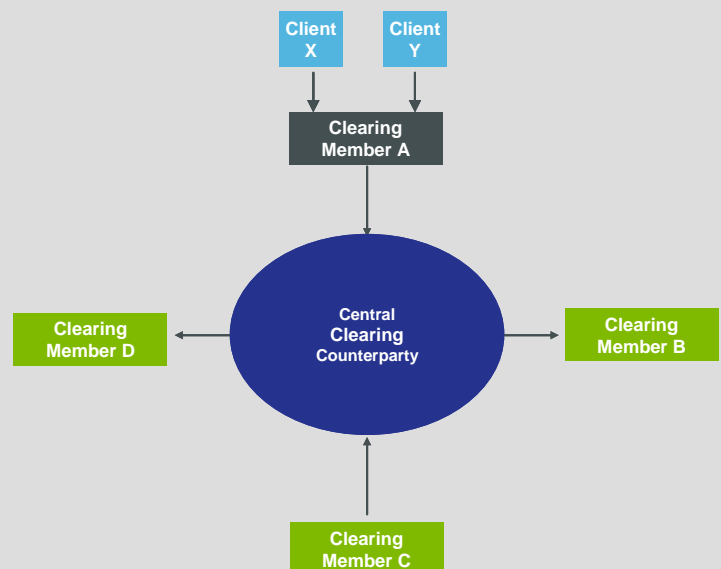 Client
X
Client
Y
Clearing
Member A
Central
Clearing
Counterparty
Clearing
Member D
Clearing
Member B
Clearing
Member C